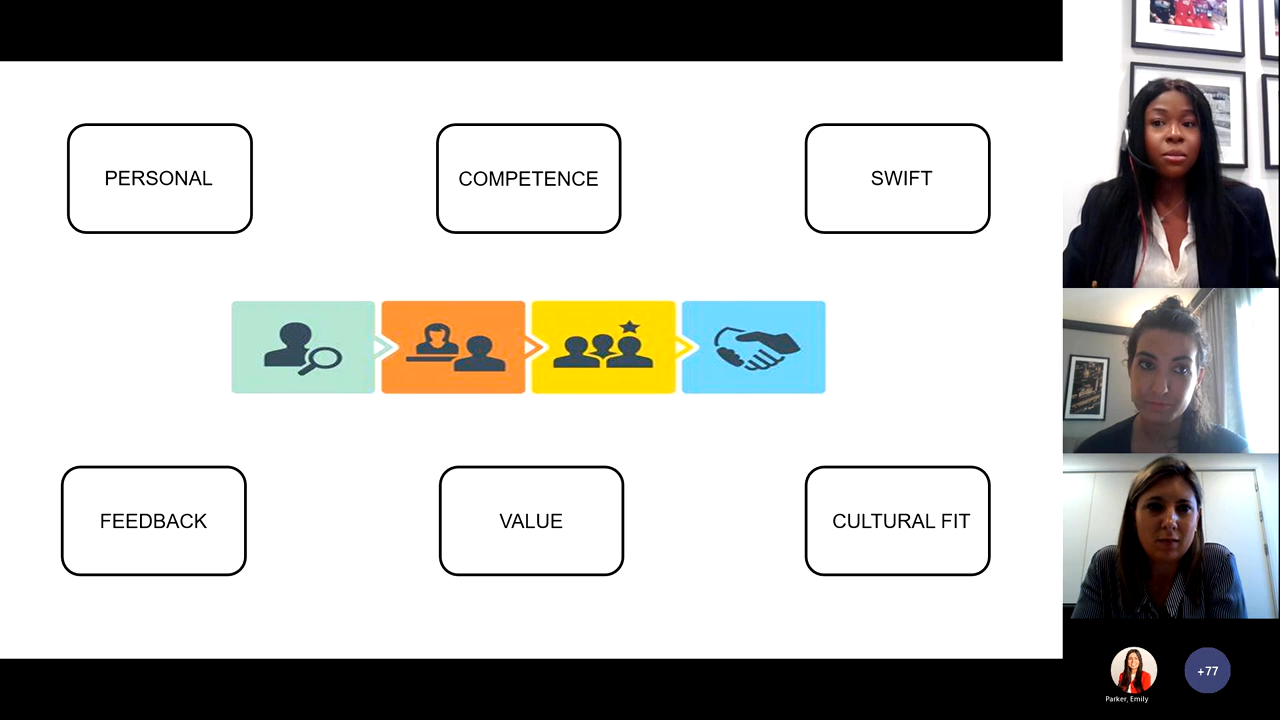 PERSONAL
COMPETENCE
SWIFT
FEEDBACK
VALUE
CULTURAL FIT
+77
Parker, Emily